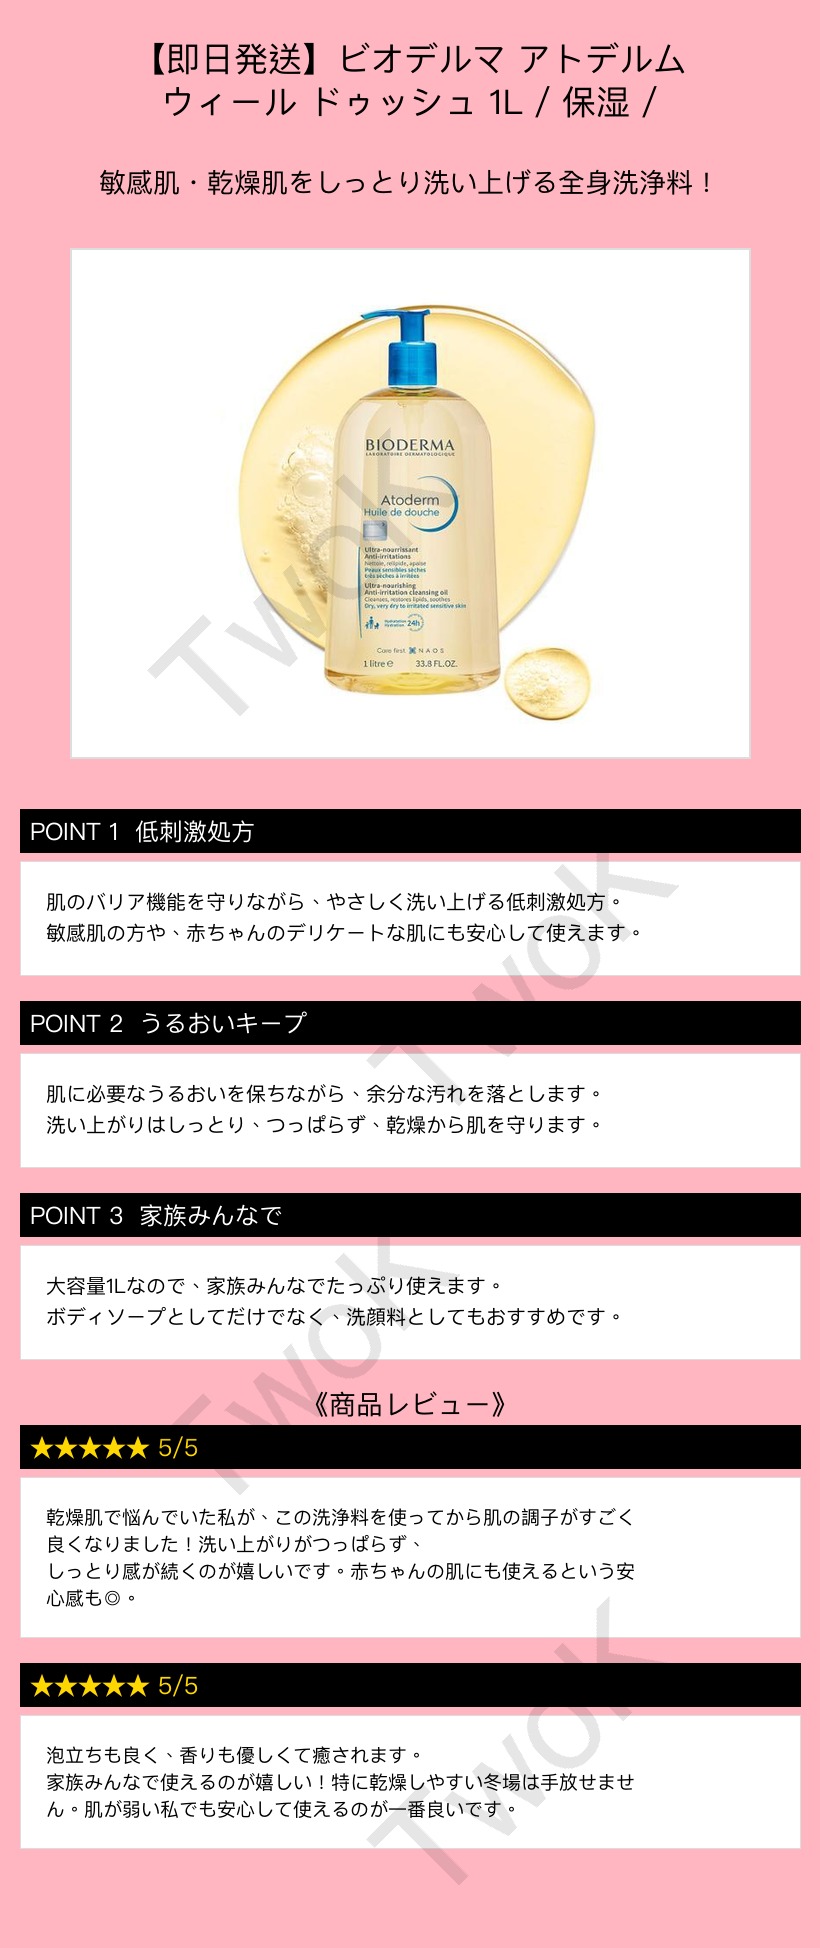 【即日発送】ビオデルマ アトデルム
ウィール ドゥッシュ 1L / 保湿 /
敏感肌・乾燥肌をしっとり洗い上げる全身洗浄料！
BIODERMA
LABORATOIRE DERMATOLOGIQUE
Atoderm
Huile de douche
Ultra-nourrissant
Anti-irritations
Nettoie, relipide, apaise
Peaux sensibles sèches
très sèches à irritées
Ultra-nourishing
Anti-irritation cleansing oil
Cleanses, restores lipids, soothes
Dry, very dry to irritated sensitive skin
Hydratation
Hydration 24h
Care first NAOS
1 litre ℮ 33.8 FL.OZ.
TwoK
POINT 1 低刺激処方
肌のバリア機能を守りながら、やさしく洗い上げる低刺激処方。
敏感肌の方や、赤ちゃんのデリケートな肌にも安心して使えます。
TwoK
POINT 2 うるおいキープ
肌に必要なうるおいを保ちながら、余分な汚れを落とします。
洗い上がりはしっとり、つっぱらず、乾燥から肌を守ります。
POINT 3 家族みんなで
大容量1Lなので、家族みんなでたっぷり使えます。
ボディソープとしてだけでなく、洗顔料としてもおすすめです。
TwoK
《商品レビュー》
★★★★★ 5/5
乾燥肌で悩んでいた私が、この洗浄料を使ってから肌の調子がすごく
良くなりました！洗い上がりがつっぱらず、
しっとり感が続くのが嬉しいです。赤ちゃんの肌にも使えるという安
心感も◎。
★★★★★ 5/5
泡立ちも良く、香りも優しくて癒されます。
家族みんなで使えるのが嬉しい！特に乾燥しやすい冬場は手放せませ
ん。肌が弱い私でも安心して使えるのが一番良いです。
TwoK